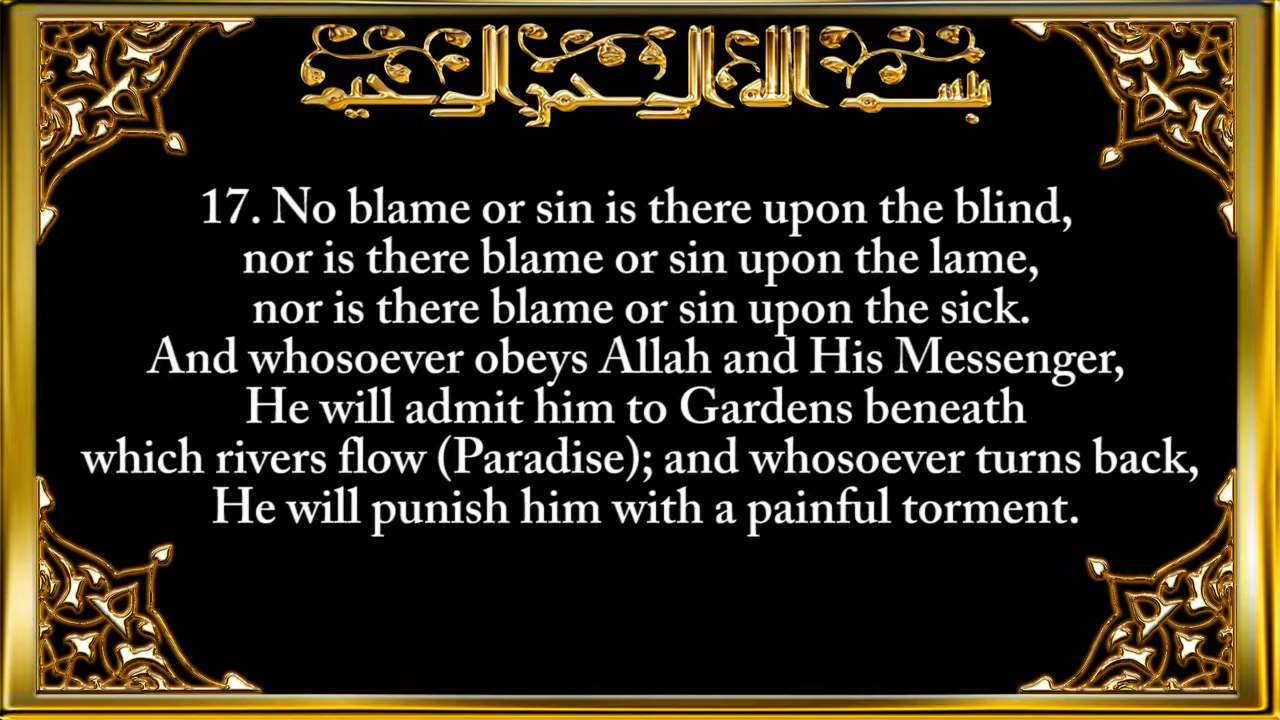 بسم الله الرحمن الرحيم
17. No blame or sin is there upon the blind,
nor is there blame or sin upon the lame,
nor is there blame or sin upon the sick.
And whosoever obeys Allah and His Messenger,
He will admit him to Gardens beneath
which rivers flow (Paradise); and whosoever turns back,
He will punish him with a painful torment.